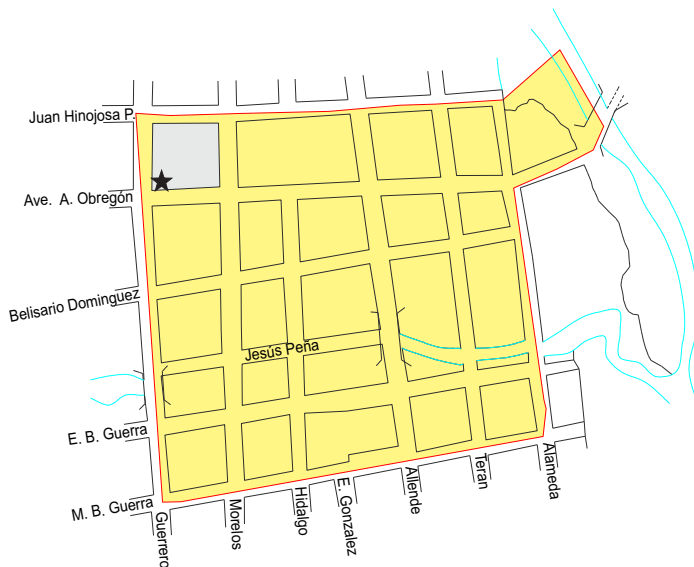 Juan Hinojosa P.
Ave. A. Obregón
Belisario Dominguez
Jesús Peña
E. B. Guerra
M. B. Guerra
Guerrero
Morelos
Hidalgo
E. Gonzalez
Allende
Teran
Alameda